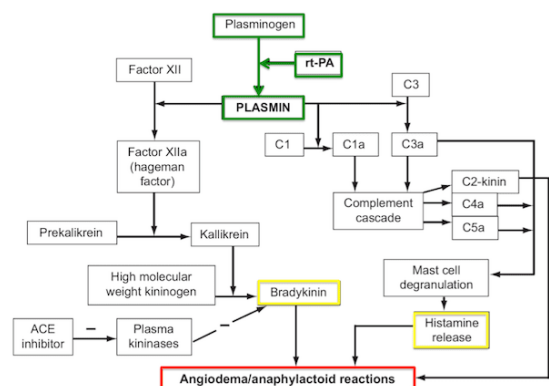 Plasminogen
rt-PA
Factor XII
C3
PLASMIN
C1
C1a
C3a
Factor XIIa
(hageman
factor)
C2-kinin
Complement
cascade
C4a
C5a
Prekalikrein
Kallikrein
High molecular
weight kininogen
Bradykinin
Mast cell
degranulation
ACE
inhibitor
–
Plasma
kininases
–
Histamine
release
Angiodema/anaphylactoid reactions